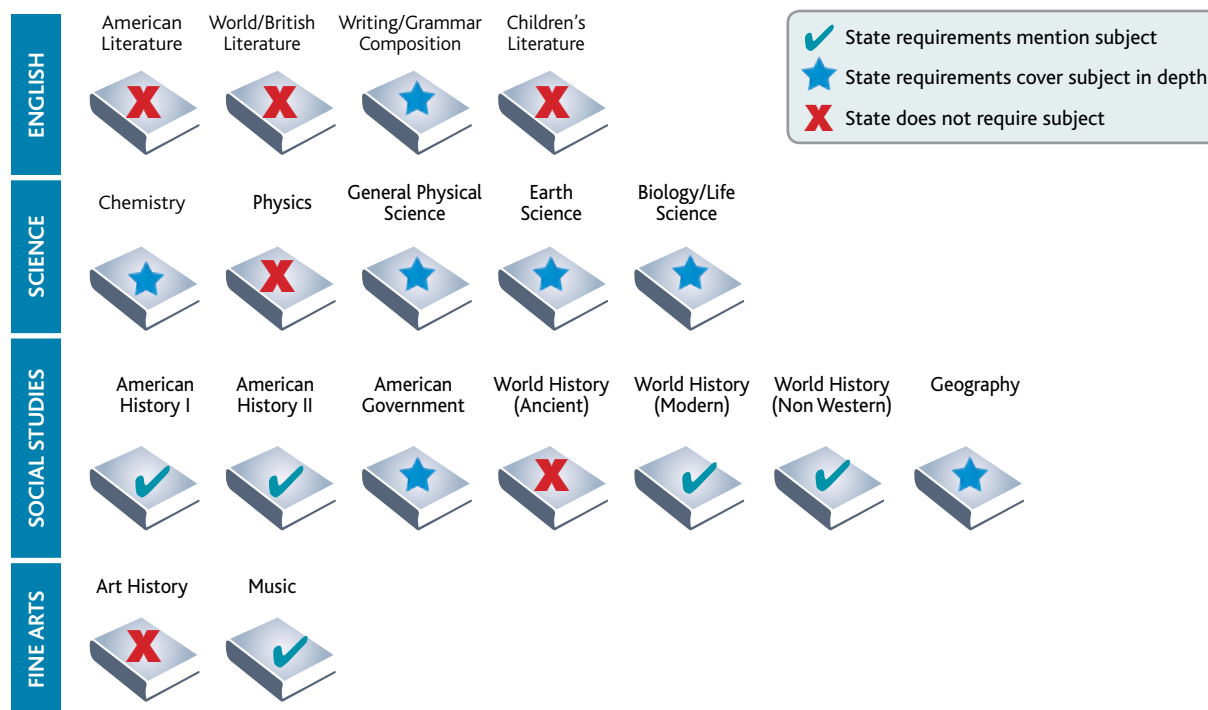 ENGLISH
American
Literature
World/British
Literature
Writing/Grammar
Composition
Children's
Literature
State requirements mention subject
State requirements cover subject in depth
State does not require subject
SCIENCE
Chemistry
Physics
General Physical
Science
Earth
Science
Biology/Life
Science
SOCIAL STUDIES
American
History I
American
History II
American
Government
World History
(Ancient)
World History
(Modern)
World History
(Non Western)
Geography
FINE ARTS
Art History
Music